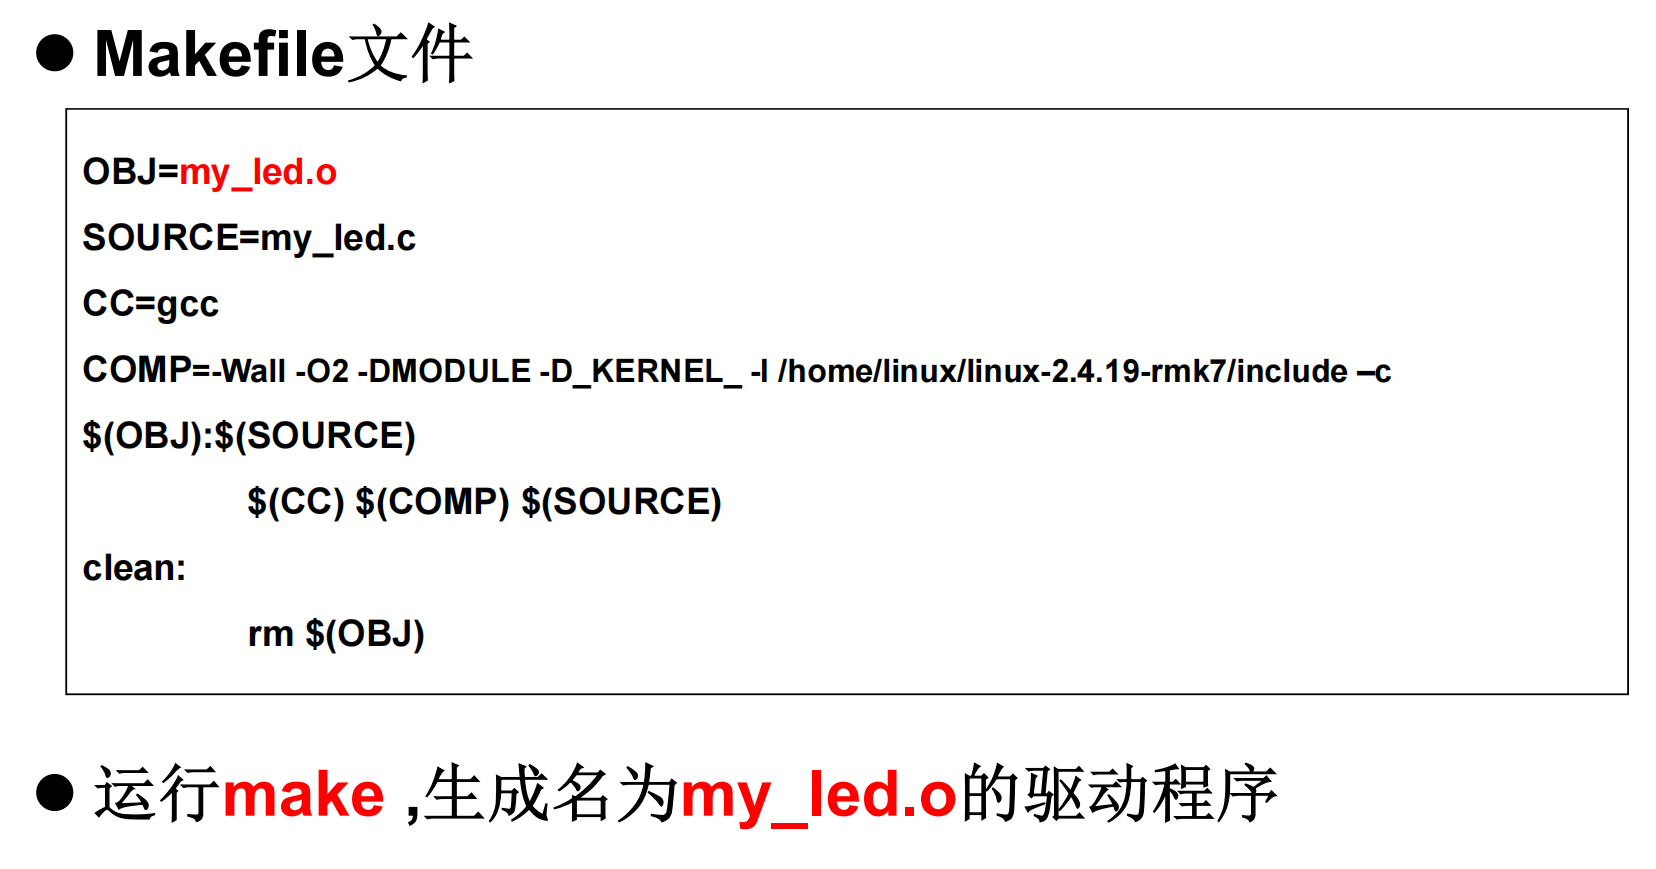 ● Makefile文件
OBJ=my_led.o
SOURCE=my_led.c
CC=gcc
COMP=-Wall -O2 -DMODULE -D_KERNEL_ -I /home/linux/linux-2.4.19-rmk7/include –c
$(OBJ):$(SOURCE)
$(CC) $(COMP) $(SOURCE)
clean:
rm $(OBJ)
● 运行make ,生成名为my_led.o的驱动程序